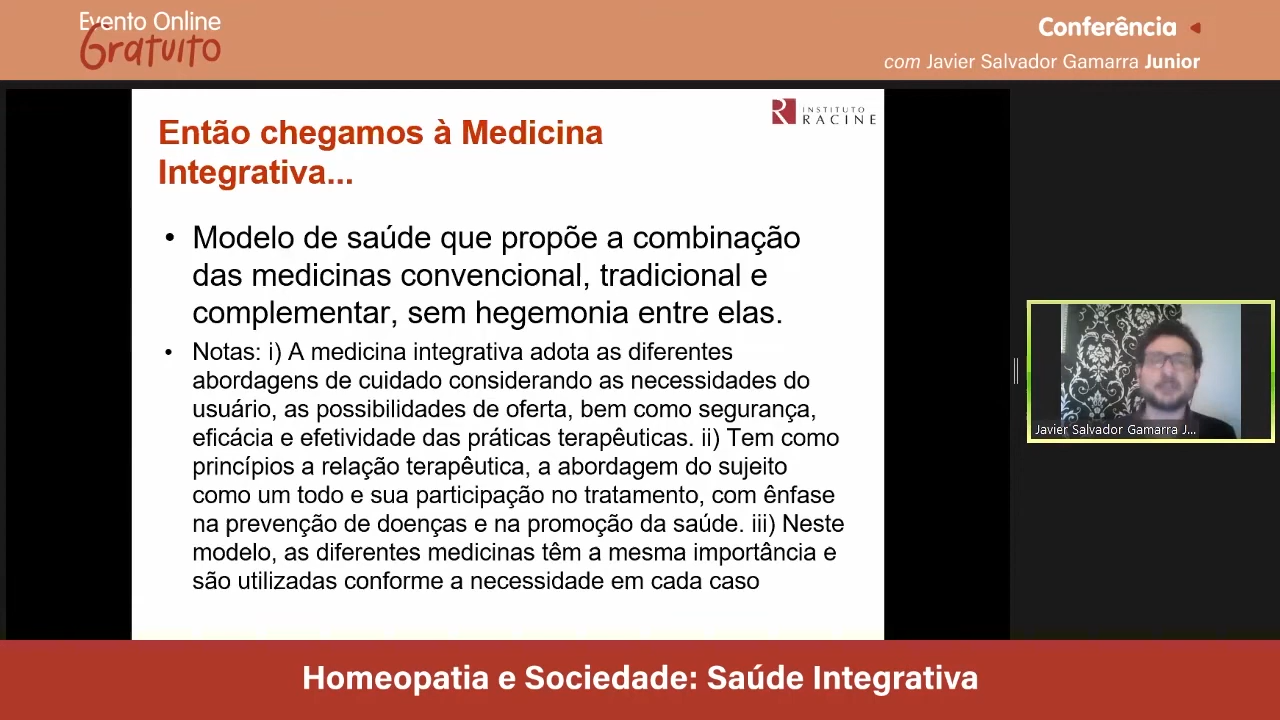 Evento Online
Gratuito
Conferência
com Javier Salvador Gamarra Junior
INSTITUTO
RACINE
Então chegamos à Medicina
Integrativa...
• Modelo de saúde que propõe a combinação
das medicinas convencional, tradicional e
complementar, sem hegemonia entre elas.
• Notas: i) A medicina integrativa adota as diferentes
abordagens de cuidado considerando as necessidades do
usuário, as possibilidades de oferta, bem como segurança,
eficácia e efetividade das práticas terapêuticas. ii) Tem como
princípios a relação terapêutica, a abordagem do sujeito
como um todo e sua participação no tratamento, com ênfase
na prevenção de doenças e na promoção da saúde. iii) Neste
modelo, as diferentes medicinas têm a mesma importância e
são utilizadas conforme a necessidade em cada caso
Javier Salvador Gamarra J...
Homeopatia e Sociedade: Saúde Integrativa